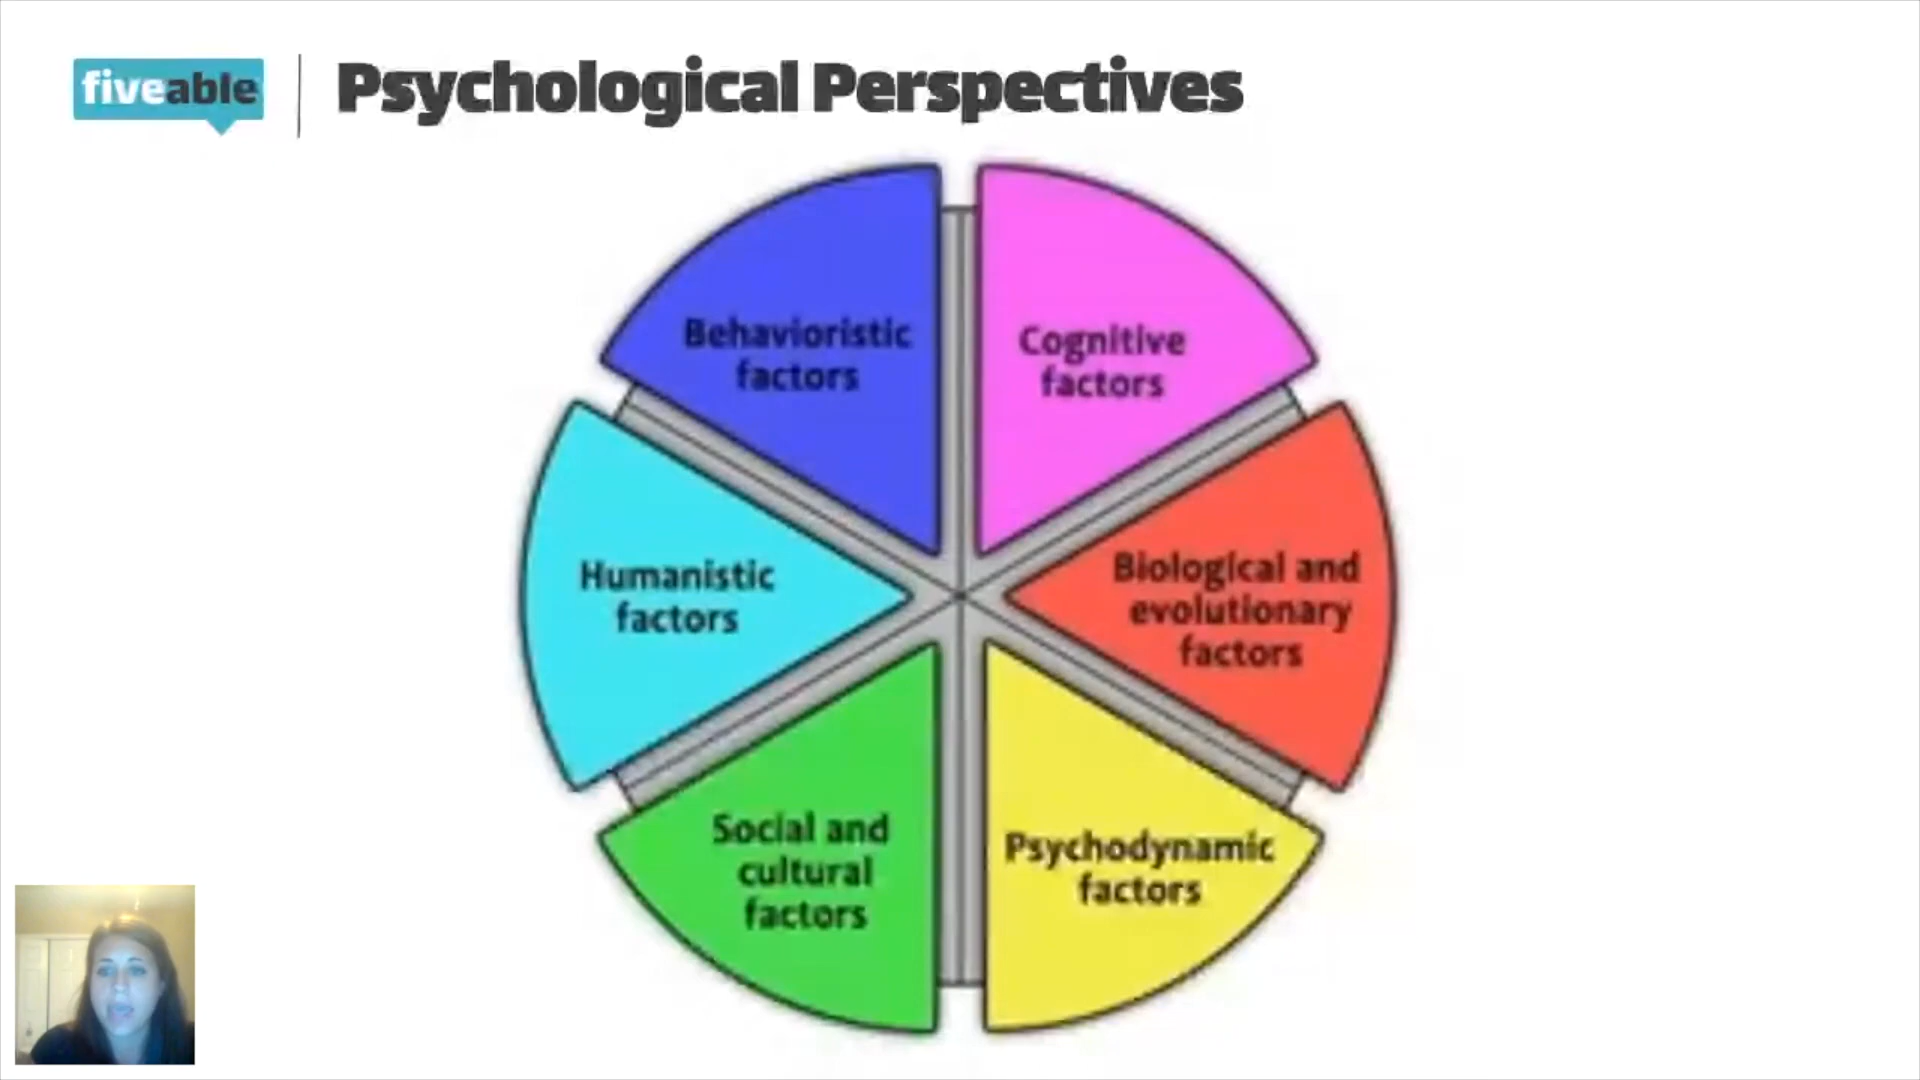 fiveable
Psychological Perspectives
Behavioristic
factors
Cognitive
factors
Humanistic
factors
Biological and
evolutionary
factors
Social and
cultural
factors
Psychodynamic
factors